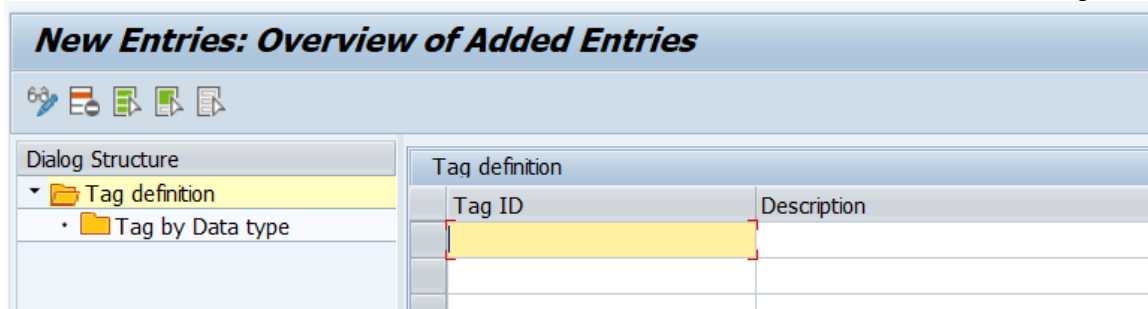 New Entries: Overview of Added Entries
Dialog Structure
Tag definition
Tag by Data type
Tag definition
Tag ID Description